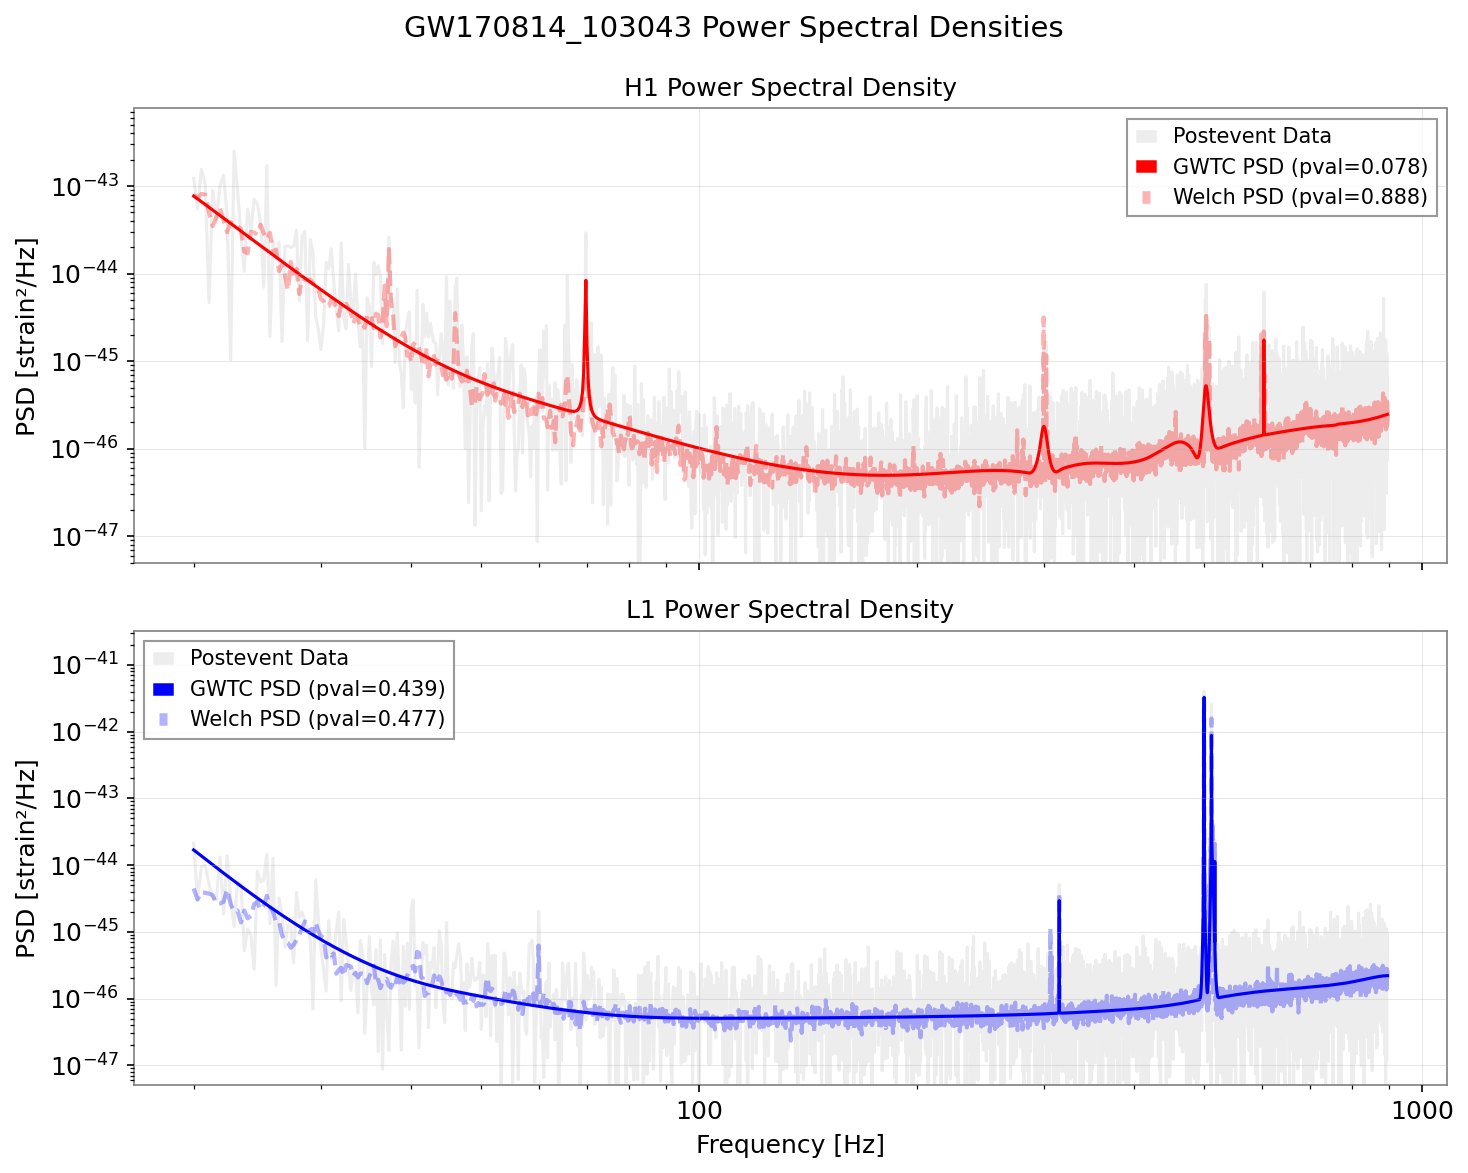 GW170814_103043 Power Spectral Densities
H1 Power Spectral Density
Postevent Data
GWTC PSD (pval=0.078)
Welch PSD (pval=0.888)
PSD [strain²/Hz]
10⁻⁴³
10⁻⁴⁴
10⁻⁴⁵
10⁻⁴⁶
10⁻⁴⁷
L1 Power Spectral Density
Postevent Data
GWTC PSD (pval=0.439)
Welch PSD (pval=0.477)
PSD [strain²/Hz]
10⁻⁴¹
10⁻⁴²
10⁻⁴³
10⁻⁴⁴
10⁻⁴⁵
10⁻⁴⁶
10⁻⁴⁷
100 1000
Frequency [Hz]